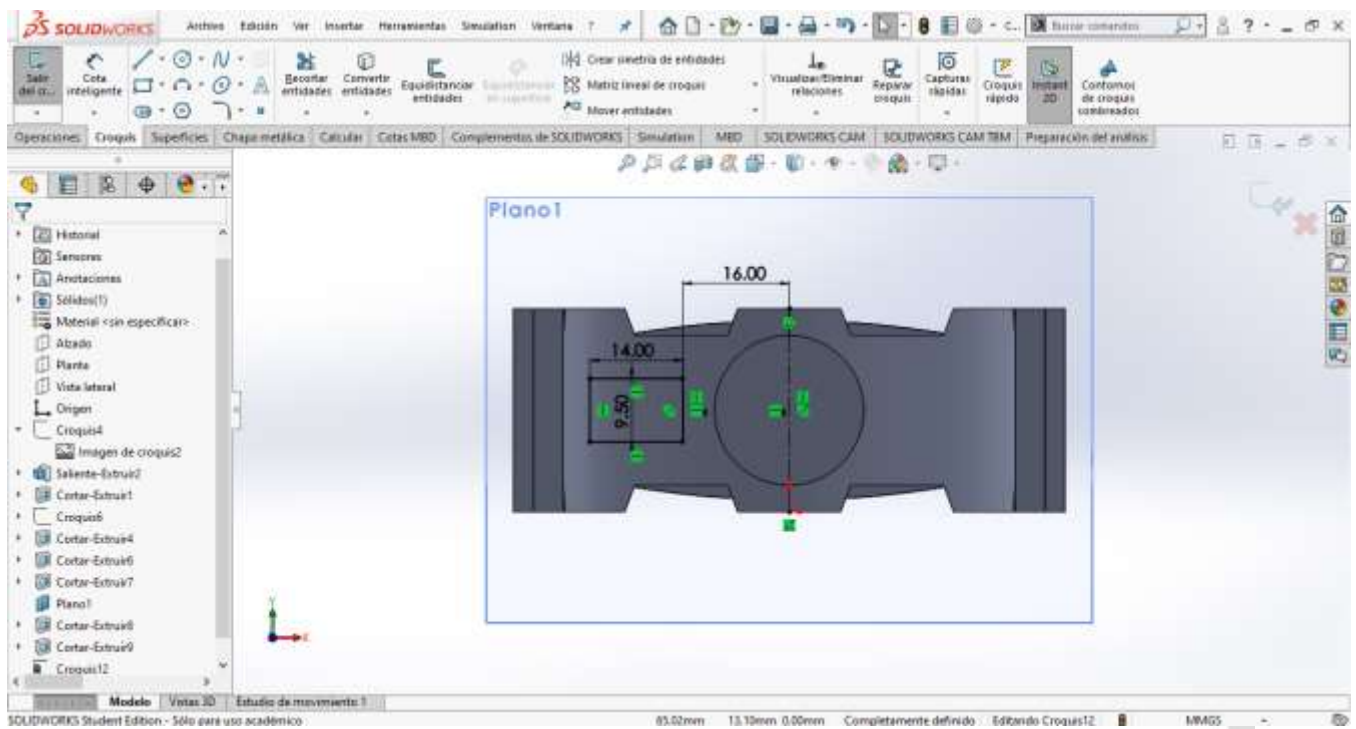 SOLIDWORKS Archivo Edición Ver Insertar Herramientas Simulation Ventana ? Buscar comandos
Salir del cr... Cota inteligente Recortar entidades Convertir entidades Equidistanciar entidades Crear simetría de entidades Visualizar/Eliminar relaciones Reparar croquis Capturas rápidas Croquis rápido Instant 2D Contornos de croquis combinados
Matriz lineal de croquis
Mover entidades
Operaciones Croquis Superficies Chapa metálica Calcular Cotas MBD Complementos de SOLIDWORKS Simulation MBD SOLIDWORKS CAM SOLIDWORKS CAM TBM Preparación del análisis
Plano1
16.00
14.00
9.50
Historial
Sensores
Anotaciones
Sólidos(1)
Material <sin especificar>
Alzado
Planta
Vista lateral
Origen
Croquis4
Imagen de croquis2
Saliente-Extruir2
Cortar-Extruir1
Croquis6
Cortar-Extruir4
Cortar-Extruir6
Cortar-Extruir7
Plano1
Cortar-Extruir8
Cortar-Extruir9
Croquis12
Y
X
Modelo Vistas 3D Estudio de movimiento 1
SOLIDWORKS Student Edition - Sólo para uso académico 65.02mm 13.10mm 0.00mm Completamente definido Editando Croquis12 MMGS